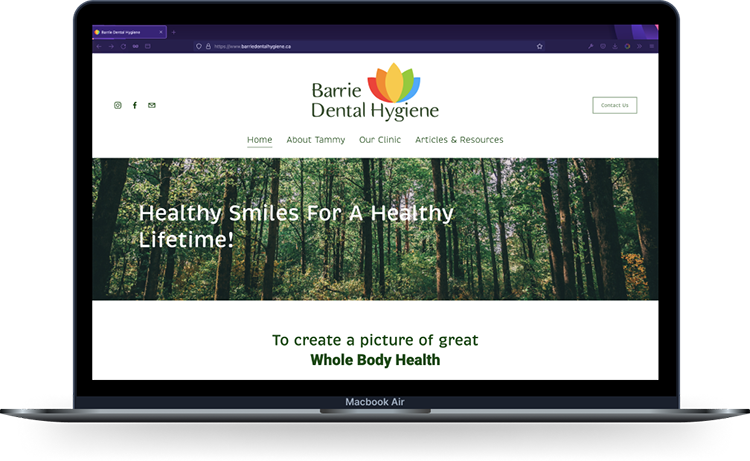 Barrie Dental Hygiene
https://www.barriedentalhygiene.ca
Barrie
Dental Hygiene
Contact Us
Home About Tammy Our Clinic Articles & Resources
Healthy Smiles For A Healthy
Lifetime!
To create a picture of great
Whole Body Health
Macbook Air